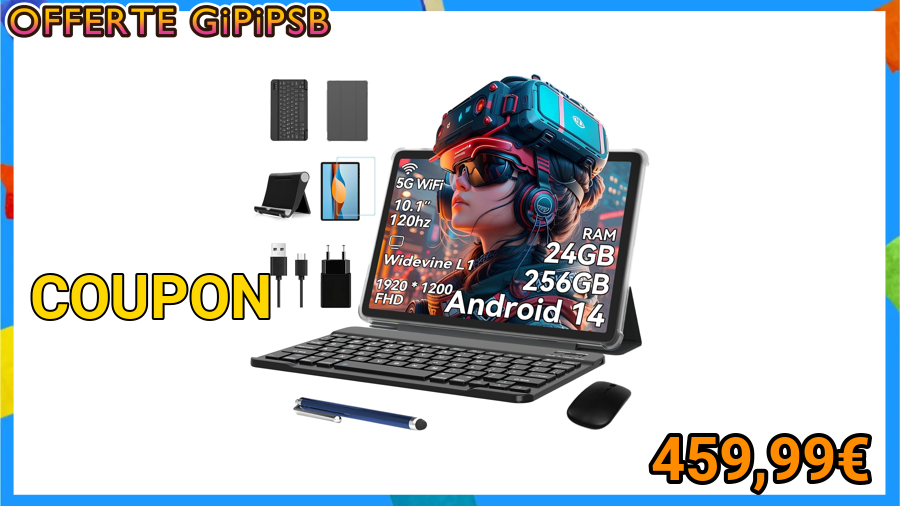 OFFERTE GiPiPSB
5G WiFi
10.1"
120hz
Widevine L1
1920 * 1200
FHD
RAM
24GB
256GB
Android 14
COUPON
459,99€